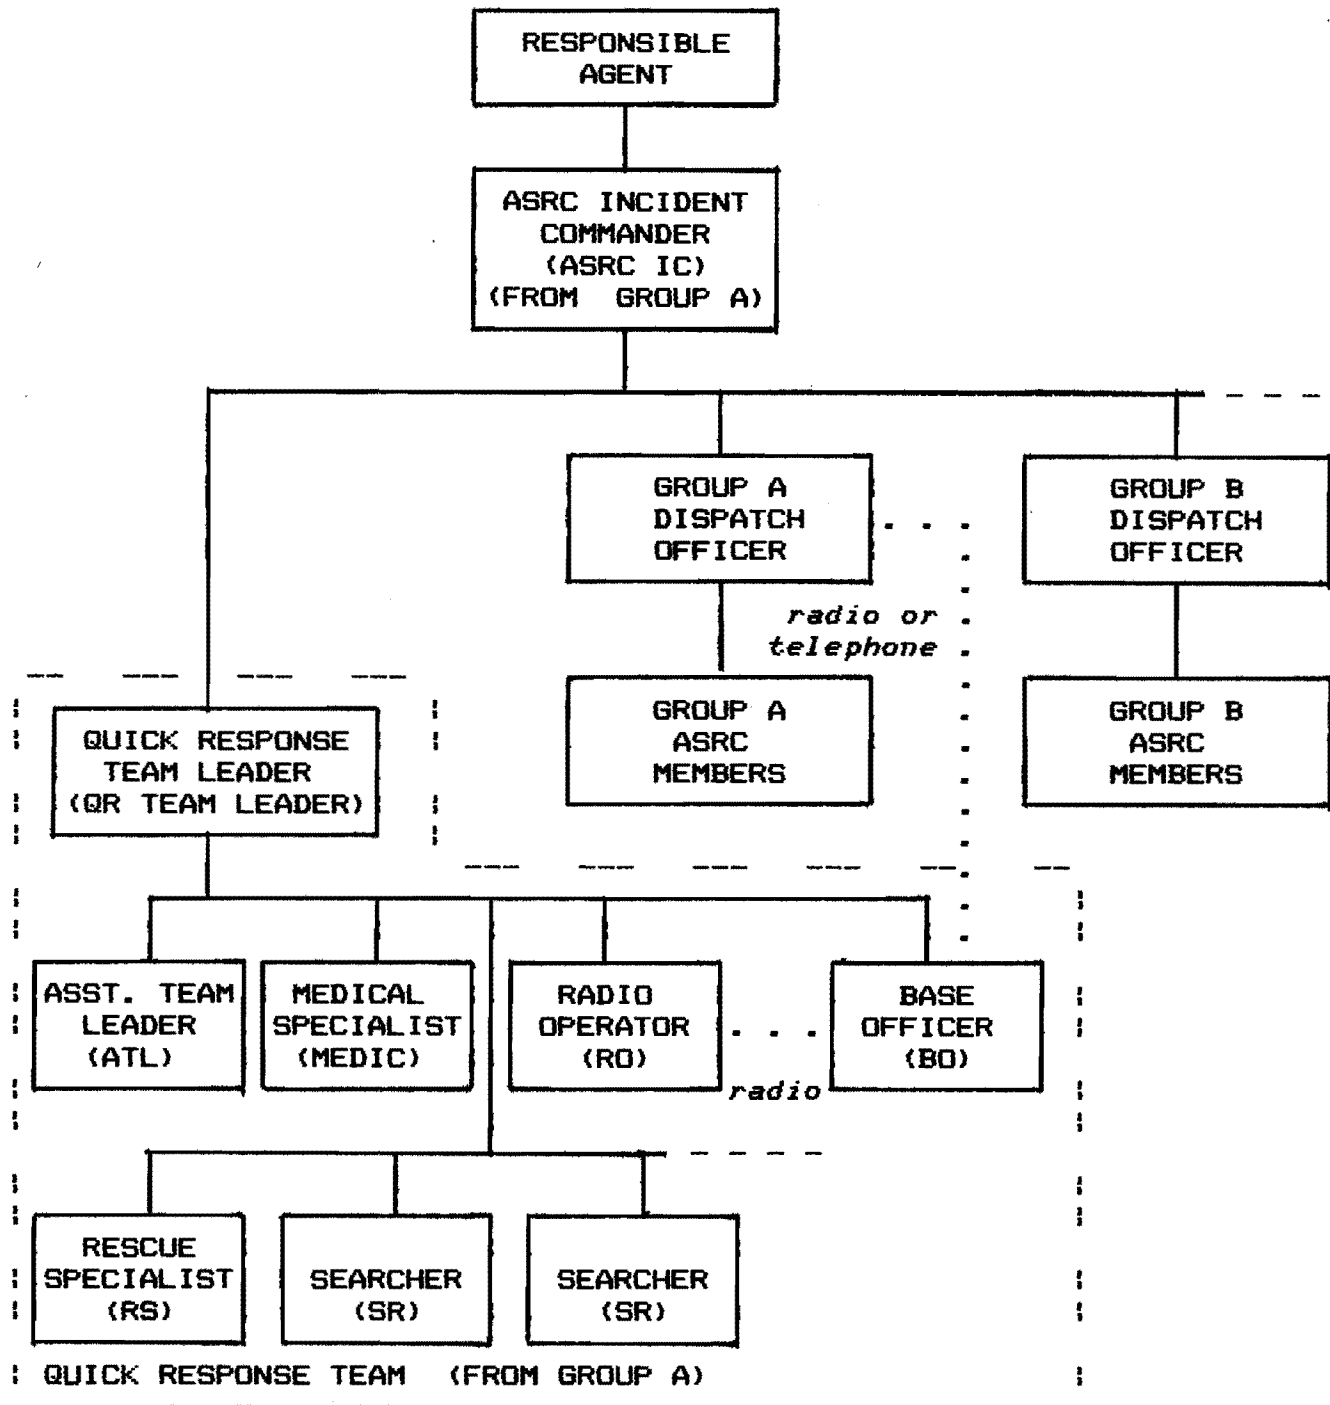 RESPONSIBLE
AGENT
ASRC INCIDENT
COMMANDER
(ASRC IC)
(FROM GROUP A)
GROUP A
DISPATCH
OFFICER
GROUP B
DISPATCH
OFFICER
radio or
telephone
GROUP A
ASRC
MEMBERS
GROUP B
ASRC
MEMBERS
QUICK RESPONSE
TEAM LEADER
(QR TEAM LEADER)
ASST. TEAM
LEADER
(ATL)
MEDICAL
SPECIALIST
(MEDIC)
RADIO
OPERATOR
(RO)
BASE
OFFICER
(BO)
radio
RESCUE
SPECIALIST
(RS)
SEARCHER
(SR)
SEARCHER
(SR)
QUICK RESPONSE TEAM (FROM GROUP A)